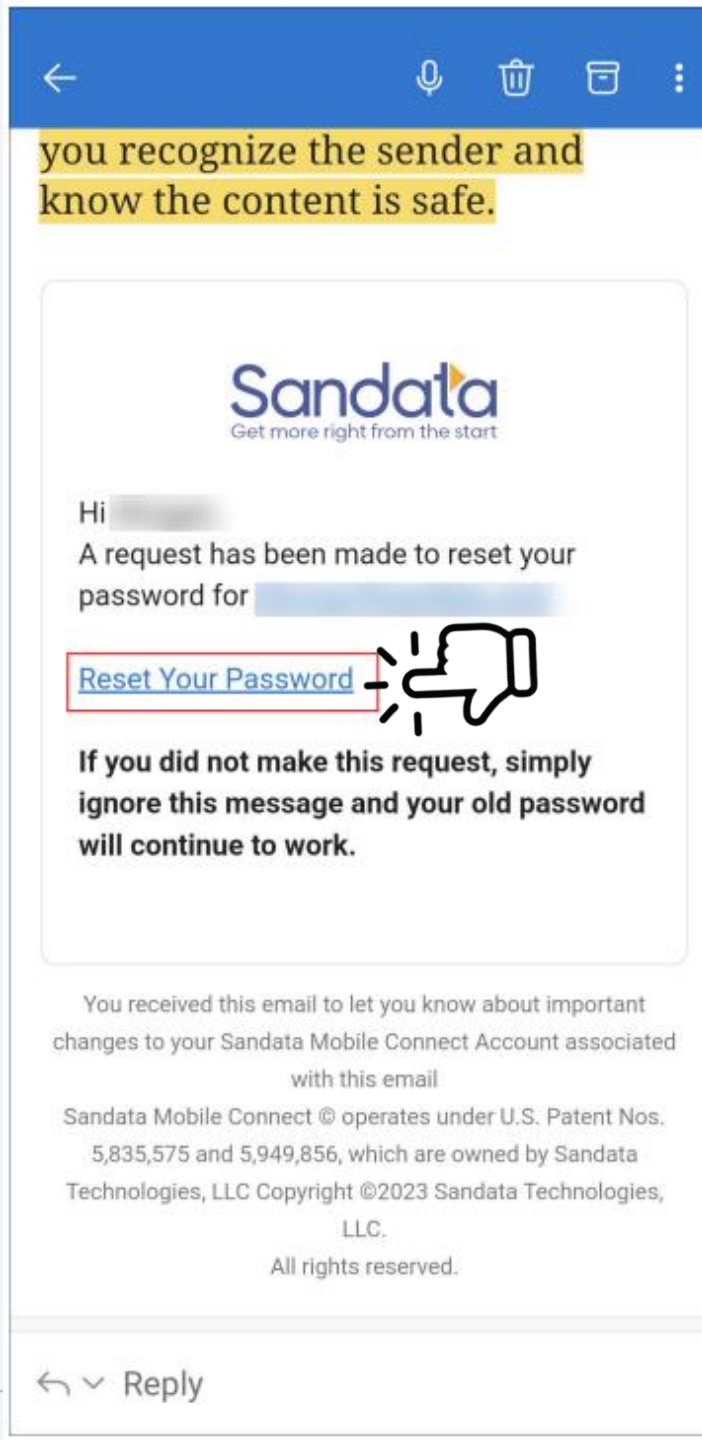 you recognize the sender and
know the content is safe.
Sandata
Get more right from the start
Hi
A request has been made to reset your
password for
Reset Your Password
If you did not make this request, simply
ignore this message and your old password
will continue to work.
You received this email to let you know about important
changes to your Sandata Mobile Connect Account associated
with this email
Sandata Mobile Connect © operates under U.S. Patent Nos.
5,835,575 and 5,949,856, which are owned by Sandata
Technologies, LLC Copyright ©2023 Sandata Technologies,
LLC.
All rights reserved.
Reply